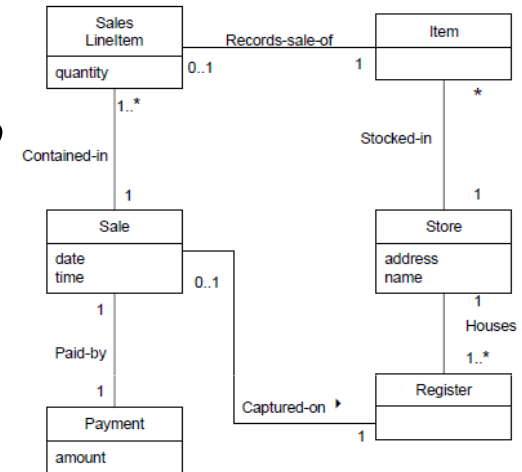 Sales
LineItem
quantity
Records-sale-of
0..1
1
Item
1..*
*
Contained-in
Stocked-in
1
1
Sale
date
time
0..1
Store
address
name
1
1
Houses
Paid-by
1..*
1
Captured-on
1
Register
Payment
amount